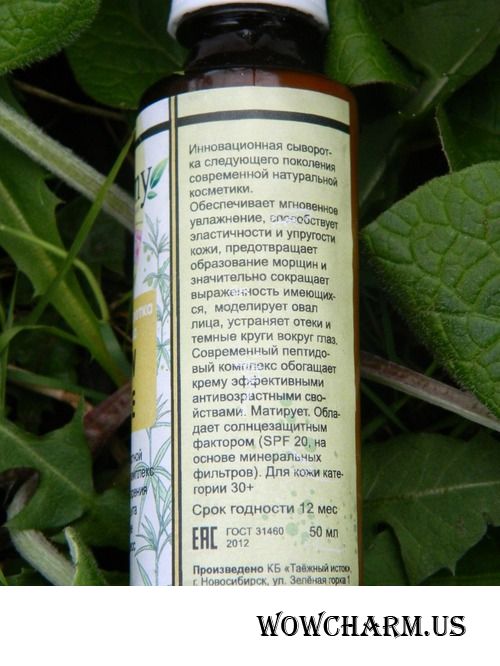 Инновационная сыворот-
ка следующего поколения
современной натуральной
косметики.
Обеспечивает мгновенное
увлажнение, способствует
эластичности и упругости
кожи, предотвращает
образование морщин и
значительно сокращает
выраженность имеющих-
ся, моделирует овал
лица, устраняет отеки и
темные круги вокруг глаз.
Современный пептидо-
вый комплекс обогащает
крему эффективными
антивозрастными сво-
йствами. Матирует. Обла-
дает солнцезащитным
фактором (SPF 20, на
основе минеральных
фильтров). Для кожи кате-
гории 30+
Срок годности 12 мес
EAC ГОСТ 31460 50 мл
2012
Произведено КБ «Таёжный исток»,
г. Новосибирск, ул. Зелёная горка 1
WOWCHARM.US